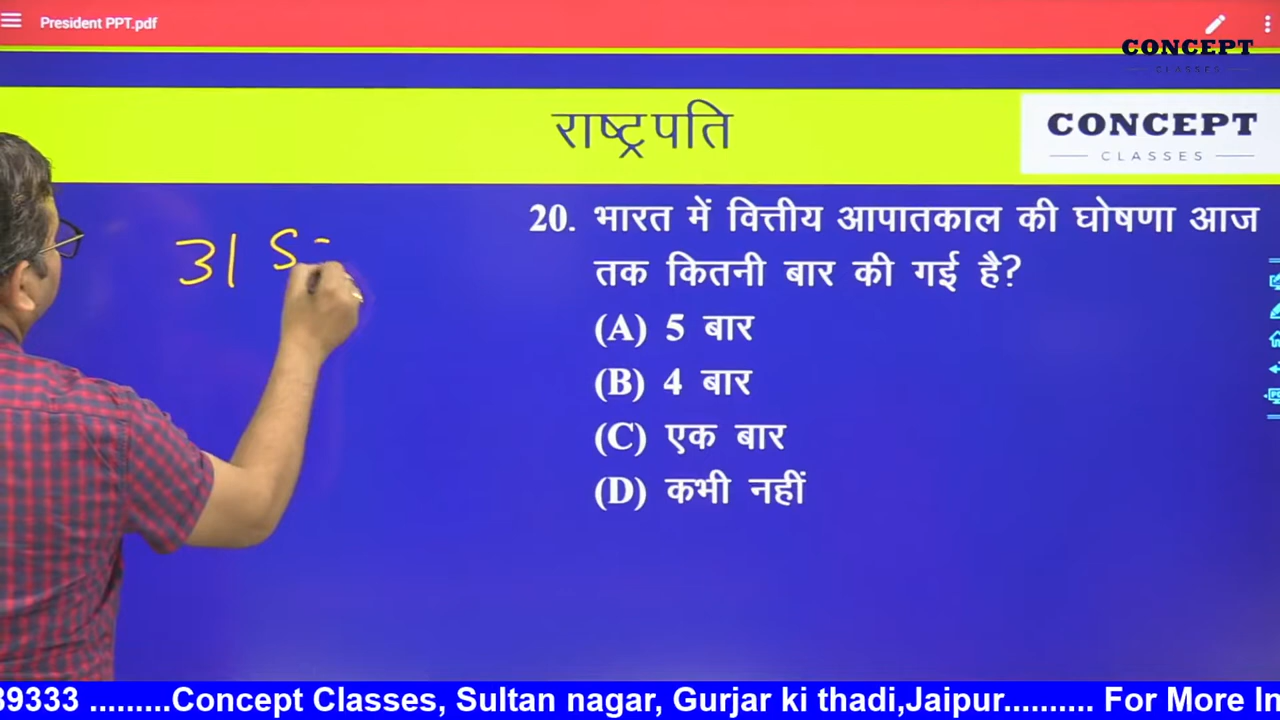 President PPT.pdf
CONCEPT
CLASSES
राष्ट्रपति
CONCEPT
CLASSES
31 S
20. भारत में वित्तीय आपातकाल की घोषणा आज
तक कितनी बार की गई है?
(A) 5 बार
(B) 4 बार
(C) एक बार
(D) कभी नहीं
39333 .........Concept Classes, Sultan nagar, Gurjar ki thadi,Jaipur.......... For More In